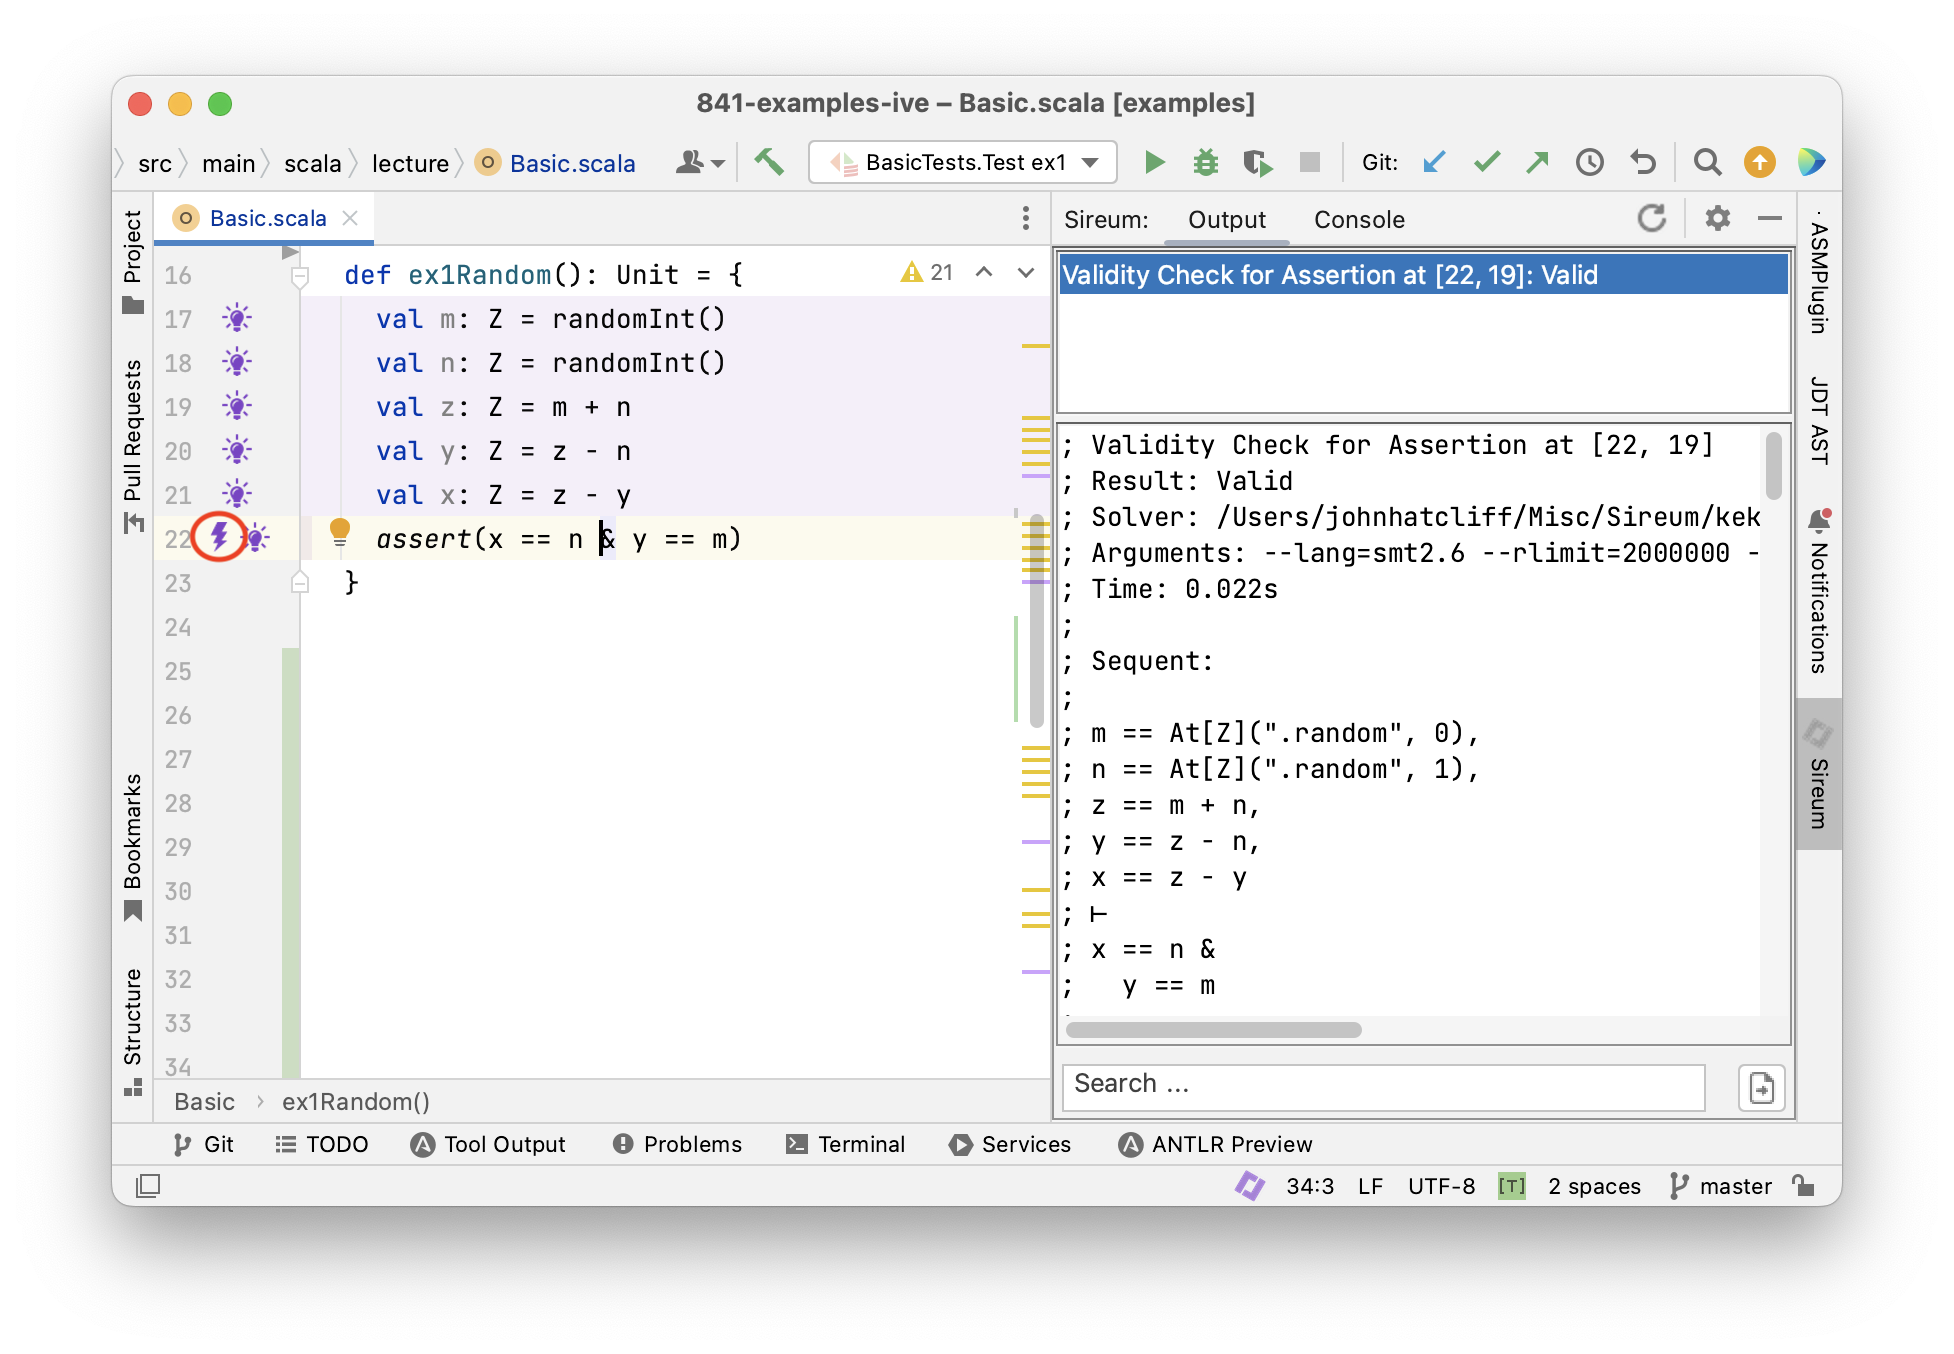 841-examples-ive – Basic.scala [examples]
src main scala lecture Basic.scala BasicTests.Test ex1 Git:
Project
Pull Requests
Bookmarks
Structure
Basic.scala
16 def ex1Random(): Unit = { 21
17 val m: Z = randomInt()
18 val n: Z = randomInt()
19 val z: Z = m + n
20 val y: Z = z - n
21 val x: Z = z - y
22 assert(x == n & y == m)
23 }
24
25
26
27
28
29
30
31
32
33
34
Basic › ex1Random()
Sireum: Output Console
Validity Check for Assertion at [22, 19]: Valid
; Validity Check for Assertion at [22, 19]
; Result: Valid
; Solver: /Users/johnhatcliff/Misc/Sireum/kek
; Arguments: --lang=smt2.6 --rlimit=2000000 -
; Time: 0.022s
;
; Sequent:
;
; m == At[Z](".random", 0),
; n == At[Z](".random", 1),
; z == m + n,
; y == z - n,
; x == z - y
; ⊢
; x == n &
;   y == m
Search ...
ASMPlugin
JDT AST
Notifications
Sireum
Git TODO Tool Output Problems Terminal Services ANTLR Preview
34:3 LF UTF-8 [T] 2 spaces master